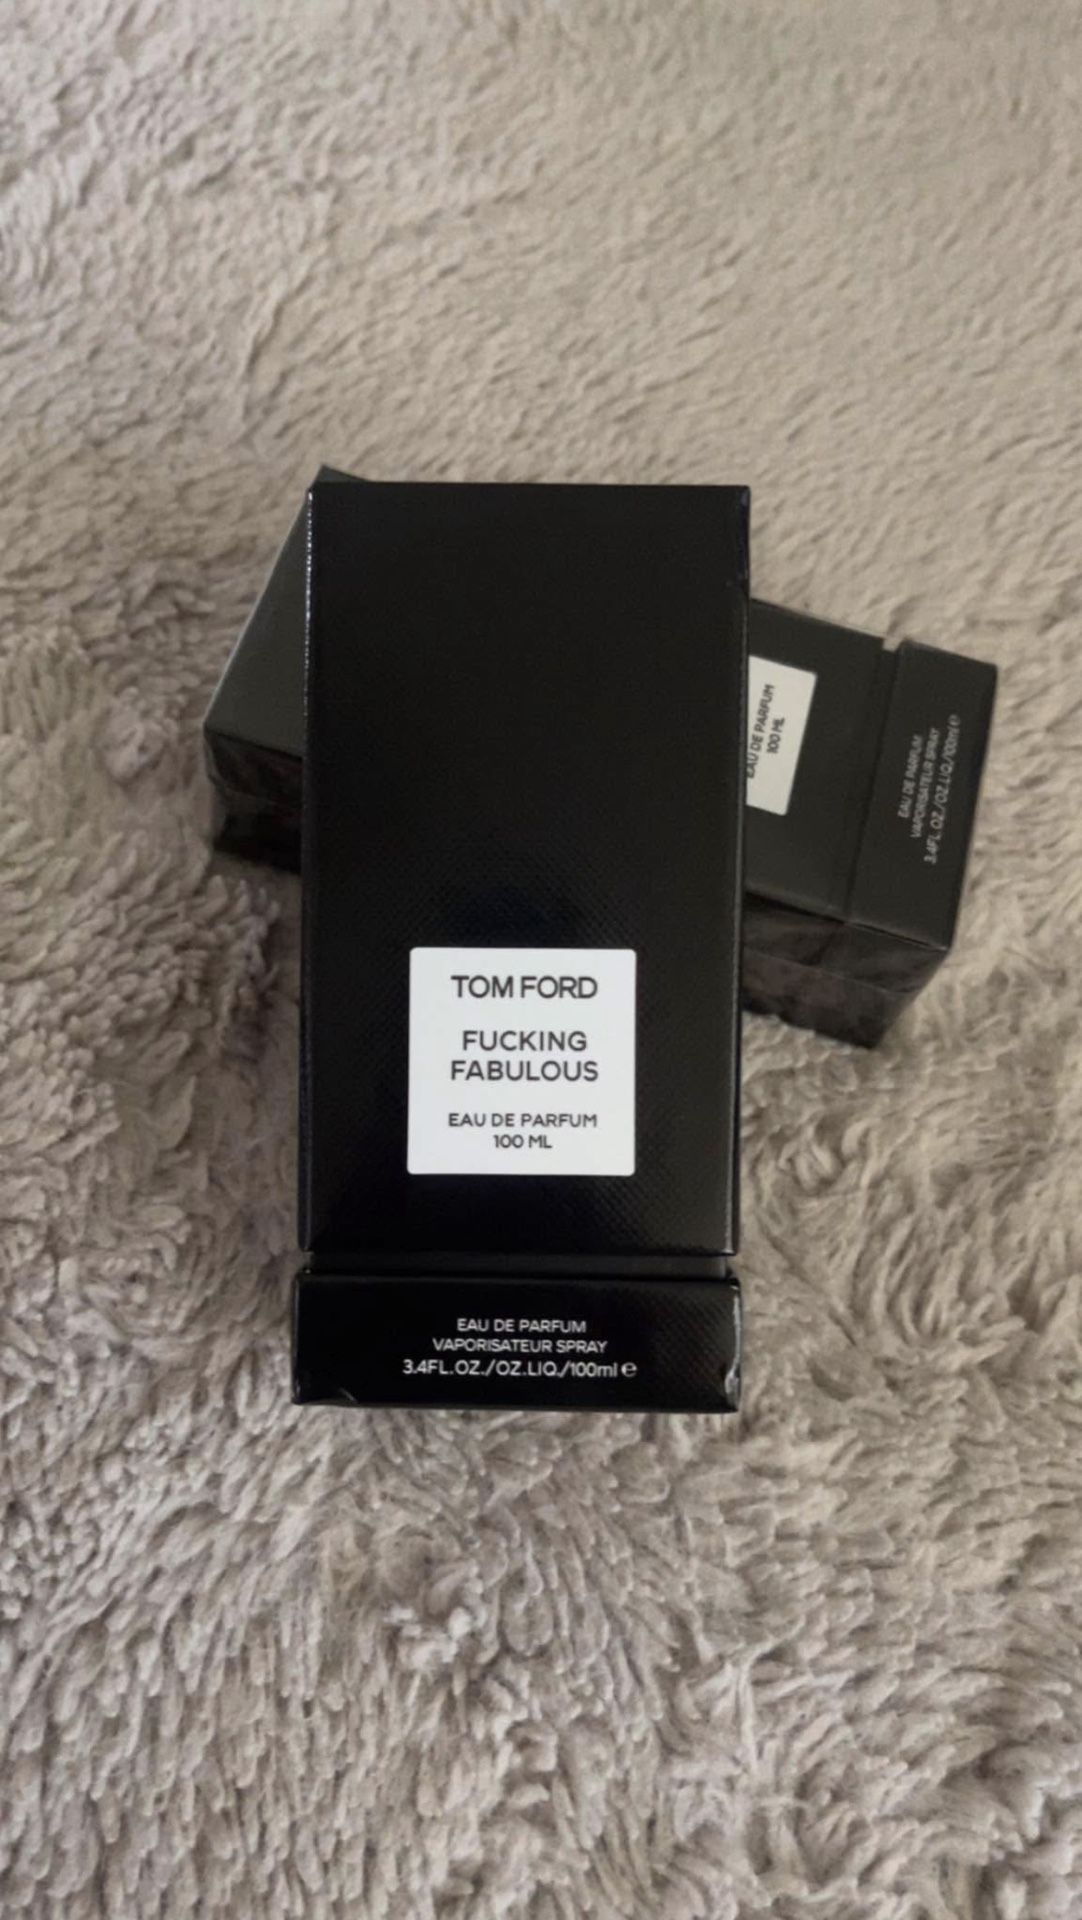 TOM FORD
FUCKING
FABULOUS
EAU DE PARFUM
100 ML
EAU DE PARFUM
VAPORISATEUR SPRAY
3.4FL.OZ./OZ.LIQ./100ml ℮
EAU DE PARFUM
100 ML
EAU DE PARFUM
VAPORISATEUR SPRAY
3.4FL.OZ./OZ.LIQ./100ml ℮